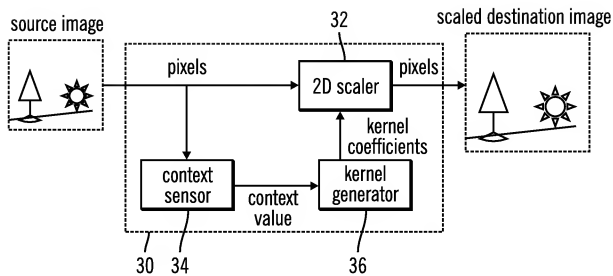 scaled destination image
source image
32
pixels
2D scaler
pixels
kernel
coefficients
context
sensor
context
value
kernel
generator
30
34
36